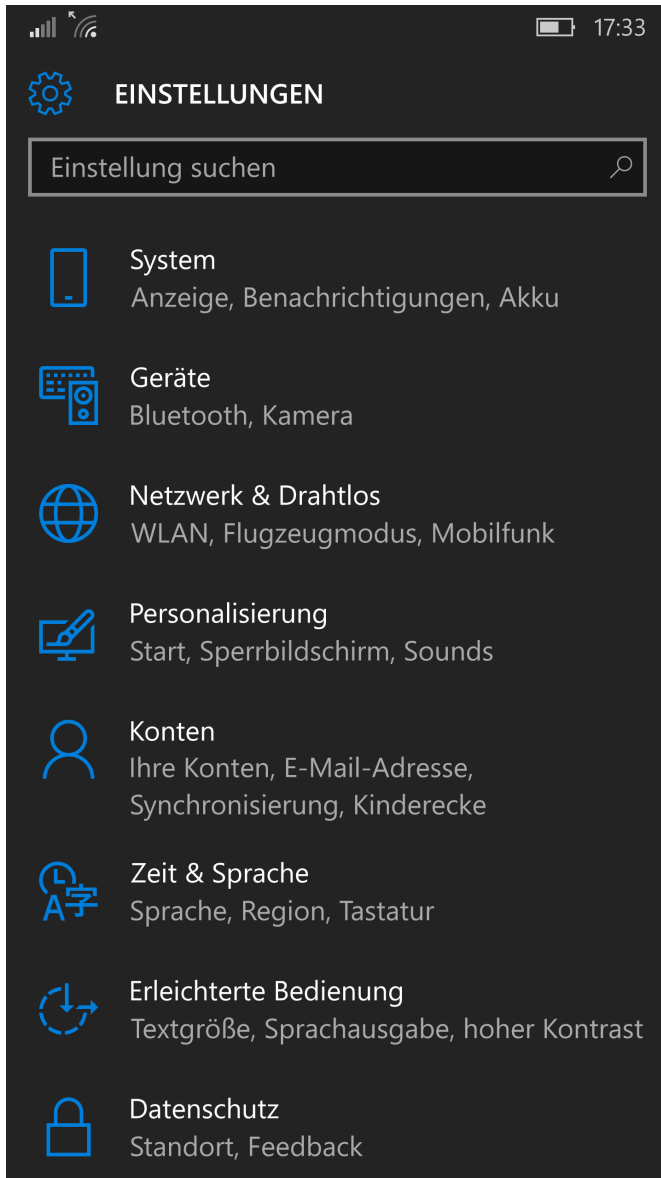 17:33
EINSTELLUNGEN
Einstellung suchen
System
Anzeige, Benachrichtigungen, Akku
Geräte
Bluetooth, Kamera
Netzwerk & Drahtlos
WLAN, Flugzeugmodus, Mobilfunk
Personalisierung
Start, Sperrbildschirm, Sounds
Konten
Ihre Konten, E-Mail-Adresse,
Synchronisierung, Kinderecke
Zeit & Sprache
A字
Sprache, Region, Tastatur
Erleichterte Bedienung
Textgröße, Sprachausgabe, hoher Kontrast
Datenschutz
Standort, Feedback